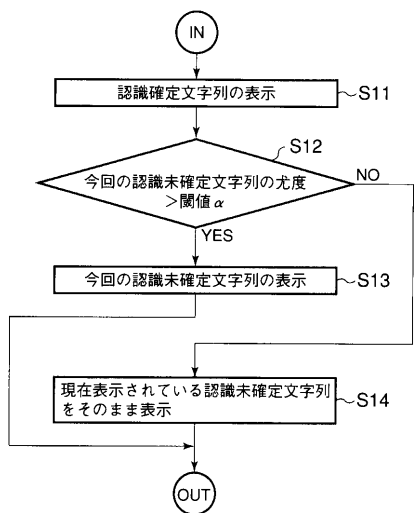 IN
認識確定文字列の表示
S11
S12
今回の認識未確定文字列の尤度
>閾値α
NO
YES
今回の認識未確定文字列の表示
S13
現在表示されている認識未確定文字列
をそのまま表示
S14
OUT